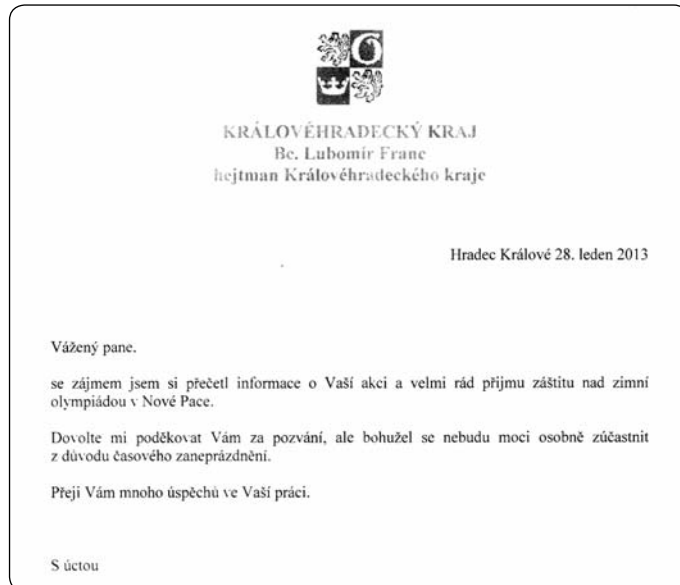 KRÁLOVÉHRADECKÝ KRAJ
Bc. Lubomír Franc
hejtman Královéhradeckého kraje
Hradec Králové 28. leden 2013
Vážený pane.
se zájmem jsem si přečetl informace o Vaší akci a velmi rád přijmu záštitu nad zimní
olympiádou v Nové Pace.
Dovolte mi poděkovat Vám za pozvání, ale bohužel se nebudu moci osobně zúčastnit
z důvodu časového zaneprázdnění.
Přeji Vám mnoho úspěchů ve Vaší práci.
S úctou